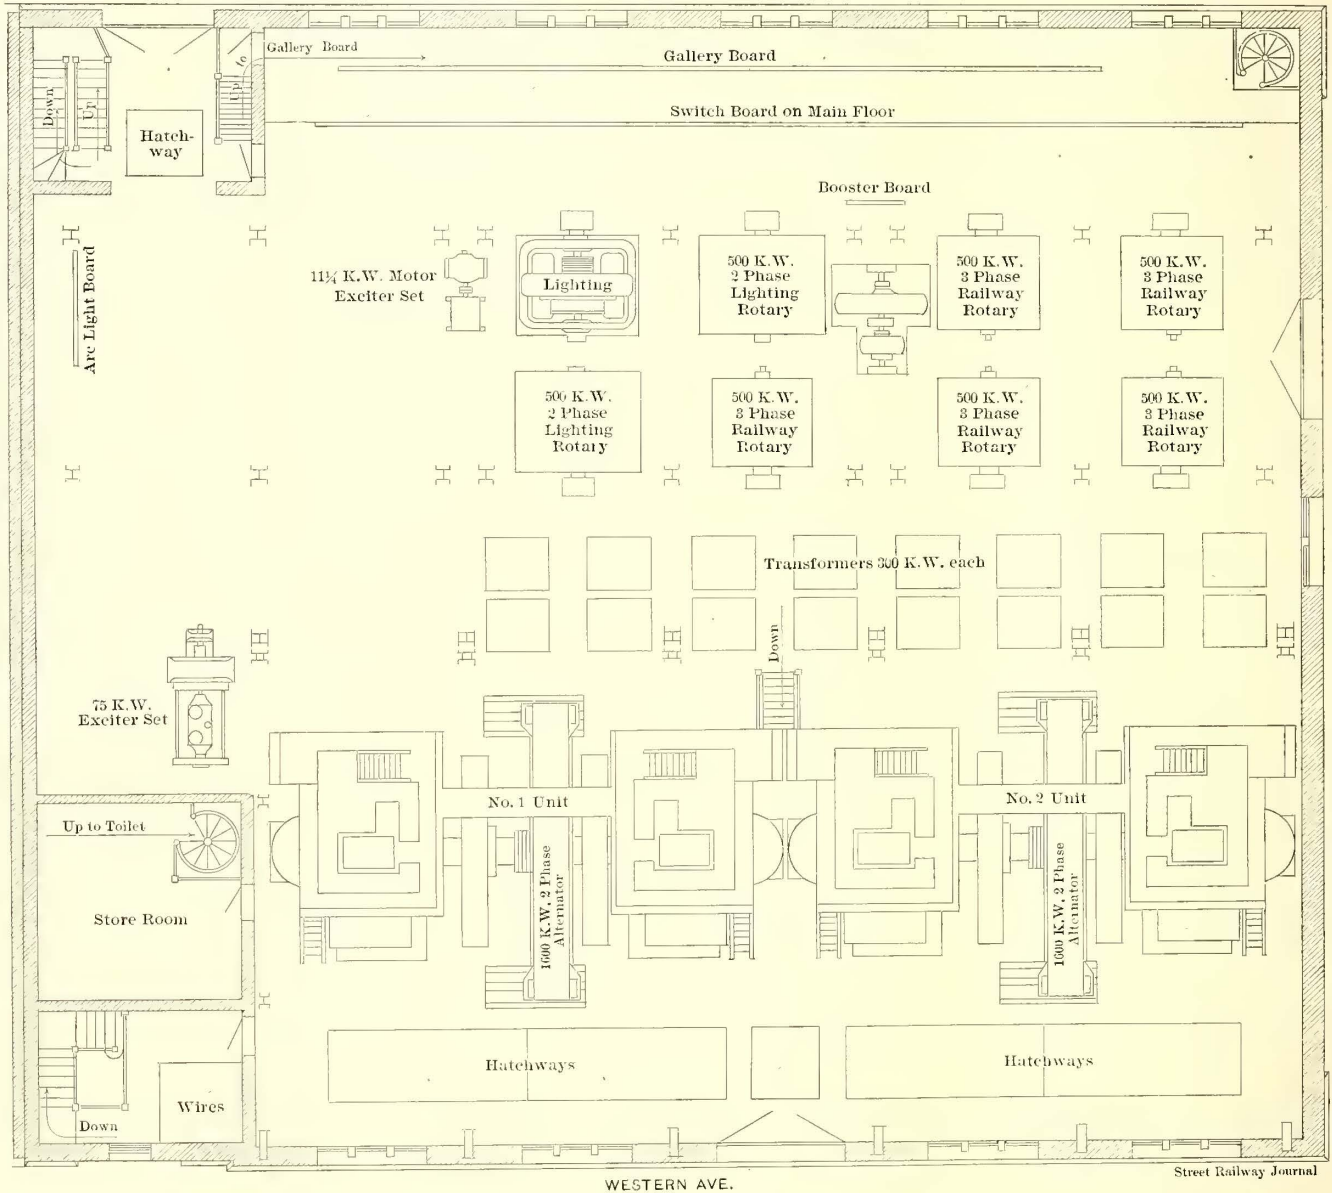 Gallery Board
Gallery Board
Up to
Down
Up
Switch Board on Main Floor
Hatch-
way
Booster Board
Arc Light Board
11¼ K.W. Motor
Exciter Set
Lighting
500 K.W.
2 Phase
Lighting
Rotary
500 K.W.
3 Phase
Railway
Rotary
500 K.W.
3 Phase
Railway
Rotary
500 K.W.
2 Phase
Lighting
Rotary
500 K.W.
3 Phase
Railway
Rotary
500 K.W.
3 Phase
Railway
Rotary
500 K.W.
3 Phase
Railway
Rotary
Transformers 300 K.W. each
Down
75 K.W.
Exciter Set
No. 1 Unit
No. 2 Unit
Up to Toilet
1600 K.W. 2 Phase
Alternator
1600 K.W. 2 Phase
Alternator
Store Room
Hatchways
Hatchways
Wires
Down
Street Railway Journal
WESTERN AVE.